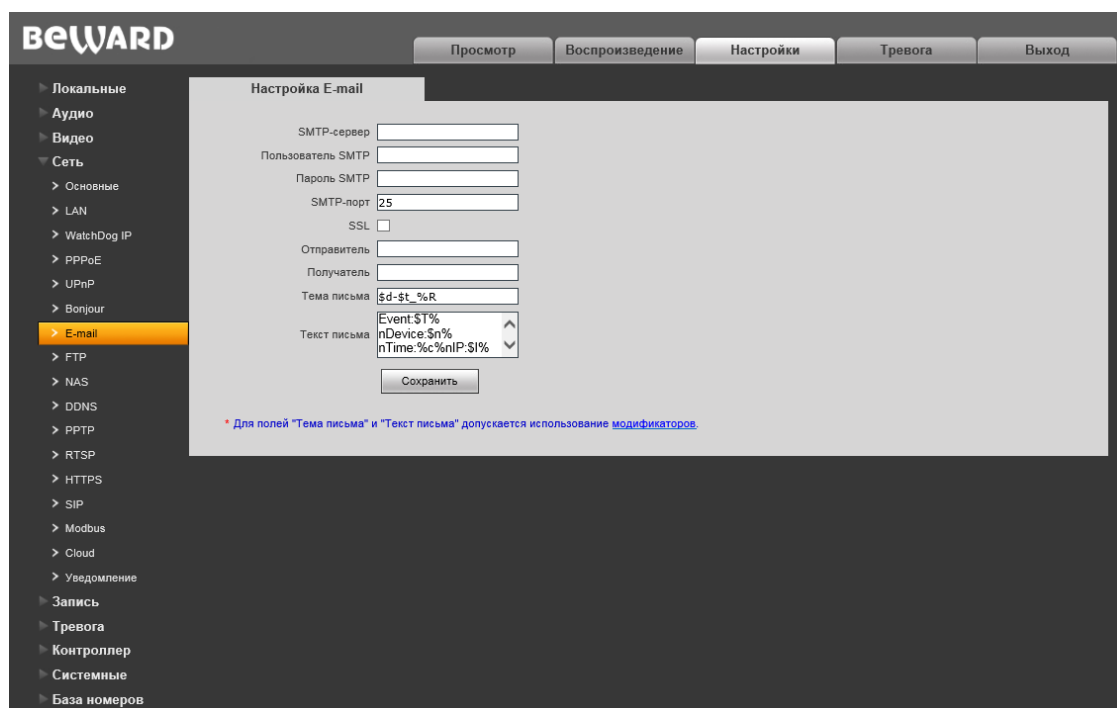 BEWARD
Просмотр Воспроизведение Настройки Тревога Выход
Локальные
Аудио
Видео
Сеть
Основные
LAN
WatchDog IP
PPPoE
UPnP
Bonjour
E-mail
FTP
NAS
DDNS
PPTP
RTSP
HTTPS
SIP
Modbus
Cloud
Уведомление
Запись
Тревога
Контроллер
Системные
База номеров
Настройка E-mail
SMTP-сервер
Пользователь SMTP
Пароль SMTP
SMTP-порт 25
SSL
Отправитель
Получатель
Тема письма $d-$t_%R
Текст письма Event:$T%
nDevice:$n%
nTime:%c%nIP:$I%
Сохранить
* Для полей "Тема письма" и "Текст письма" допускается использование модификаторов.